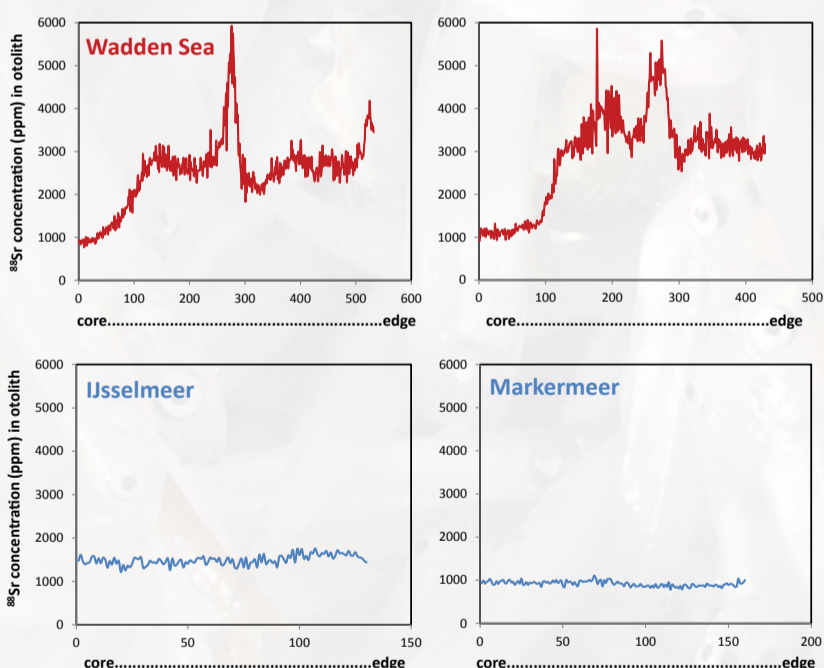 ⁸⁸Sr concentration (ppm) in otolith
Wadden Sea
6000
5000
4000
3000
2000
1000
0
0 100 200 300 400 500 600
core..................................................edge
6000
5000
4000
3000
2000
1000
0
0 100 200 300 400 500
core..............................................edge
⁸⁸Sr concentration (ppm) in otolith
IJsselmeer
6000
5000
4000
3000
2000
1000
0
0 50 100 150
core..............................................edge
Markermeer
6000
5000
4000
3000
2000
1000
0
0 50 100 150 200
core..................................................edge